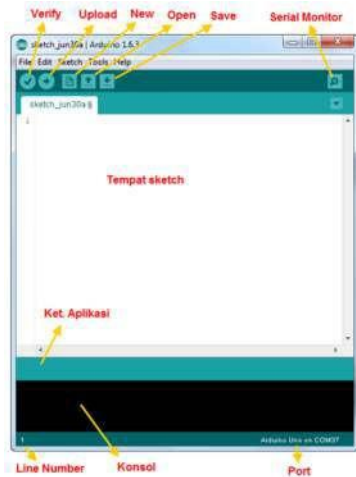 Verify Upload New Open Save Serial Monitor
sketch_jun30a | Arduino 1.6.3
File Edit Sketch Tools Help
sketch_jun30a §
1
Tempat sketch
Ket. Aplikasi
1 Arduino Uno on COM37
Line Number Konsol Port